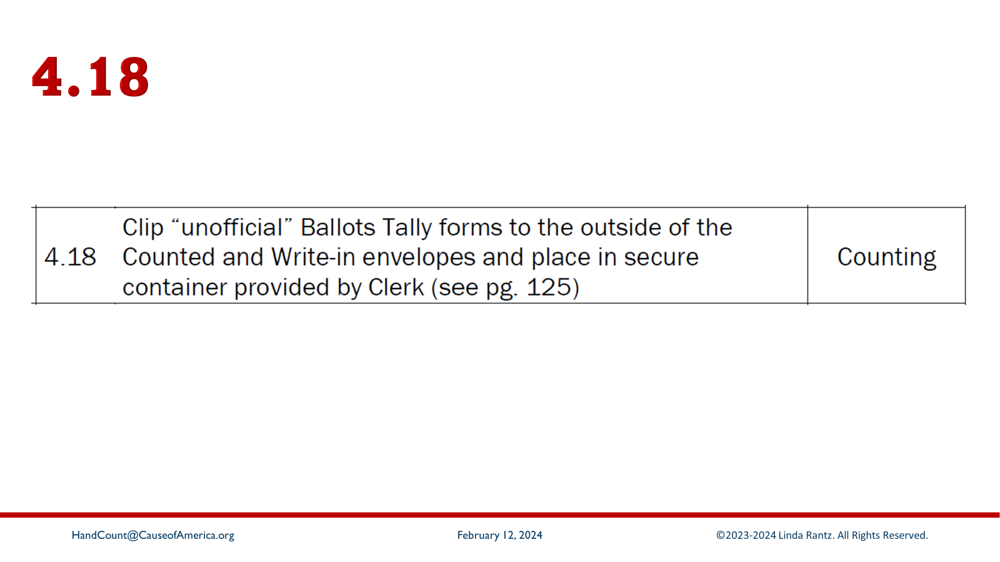 4.18
Clip “unofficial” Ballots Tally forms to the outside of the
4.18 Counted and Write-in envelopes and place in secure Counting
container provided by Clerk (see pg. 125)
HandCount@CauseofAmerica.org February 12, 2024 ©2023-2024 Linda Rantz. All Rights Reserved.